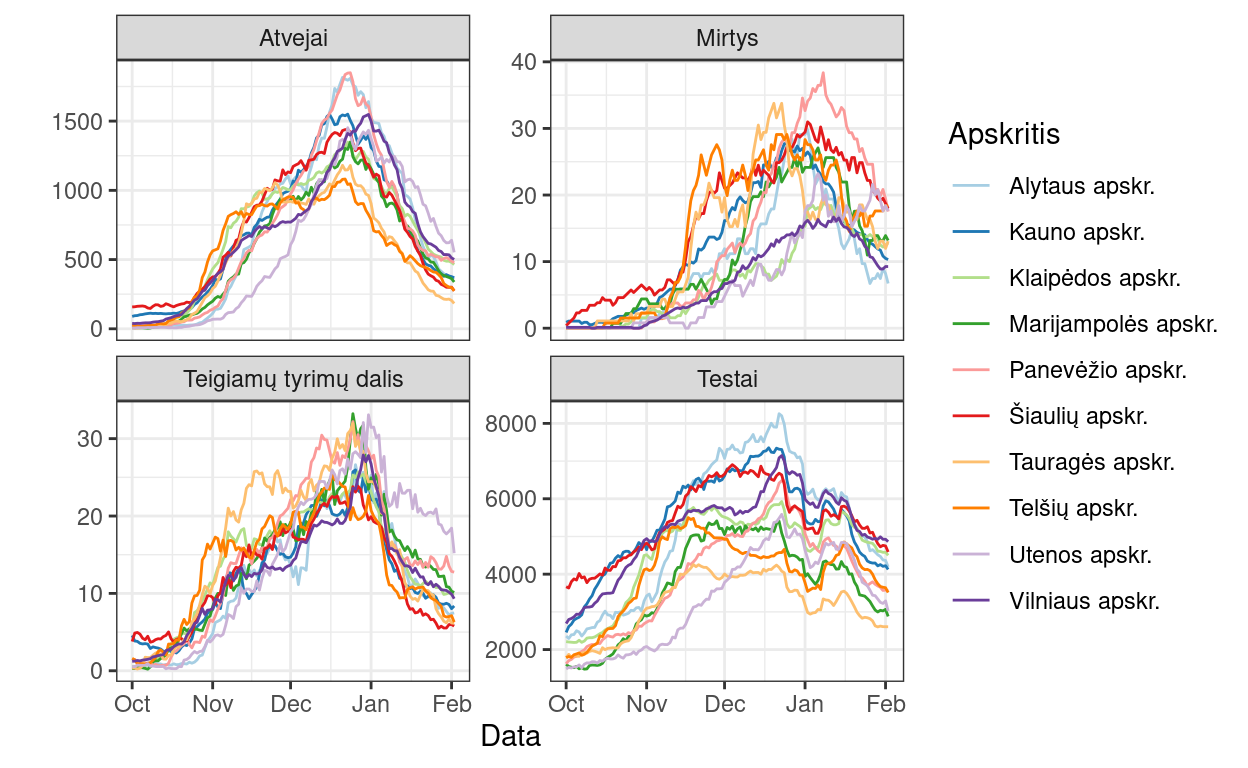 Atvejai
Mirtys
1500
1000
500
0
40
30
20
10
0
Teigiamų tyrimų dalis
Testai
30
20
10
0
8000
6000
4000
2000
Oct Nov Dec Jan Feb
Oct Nov Dec Jan Feb
Data
Apskritis
Alytaus apskr.
Kauno apskr.
Klaipėdos apskr.
Marijampolės apskr.
Panevėžio apskr.
Šiaulių apskr.
Tauragės apskr.
Telšių apskr.
Utenos apskr.
Vilniaus apskr.